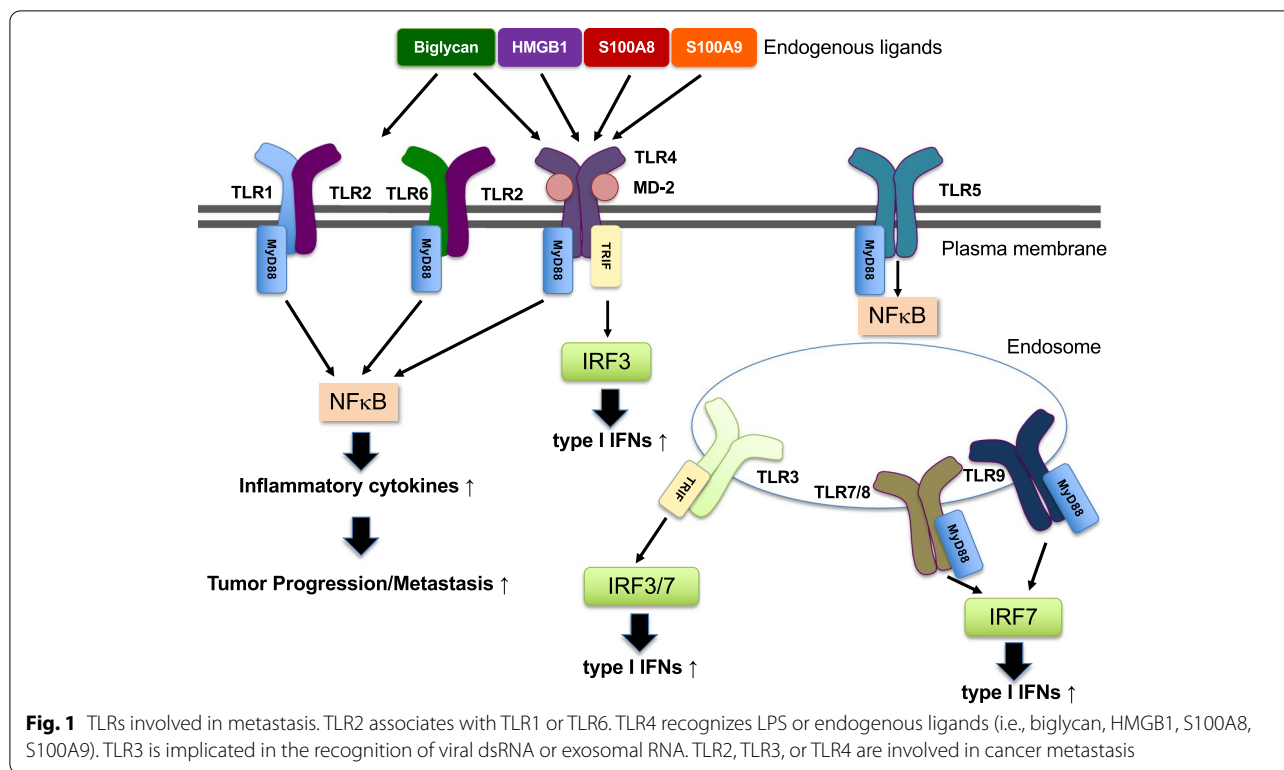 Biglycan HMGB1 S100A8 S100A9 Endogenous ligands
TLR4
MD-2
TLR1 TLR2 TLR6 TLR2
TLR5
MyD88 MyD88 MyD88 TRIF MyD88
Plasma membrane
NFκB
Endosome
IRF3
NFκB
type I IFNs ↑
Inflammatory cytokines ↑
TRIF TLR3 TLR7/8 TLR9 MyD88
MyD88
Tumor Progression/Metastasis ↑
IRF3/7
IRF7
type I IFNs ↑
type I IFNs ↑
Fig. 1 TLRs involved in metastasis. TLR2 associates with TLR1 or TLR6. TLR4 recognizes LPS or endogenous ligands (i.e., biglycan, HMGB1, S100A8,
S100A9). TLR3 is implicated in the recognition of viral dsRNA or exosomal RNA. TLR2, TLR3, or TLR4 are involved in cancer metastasis